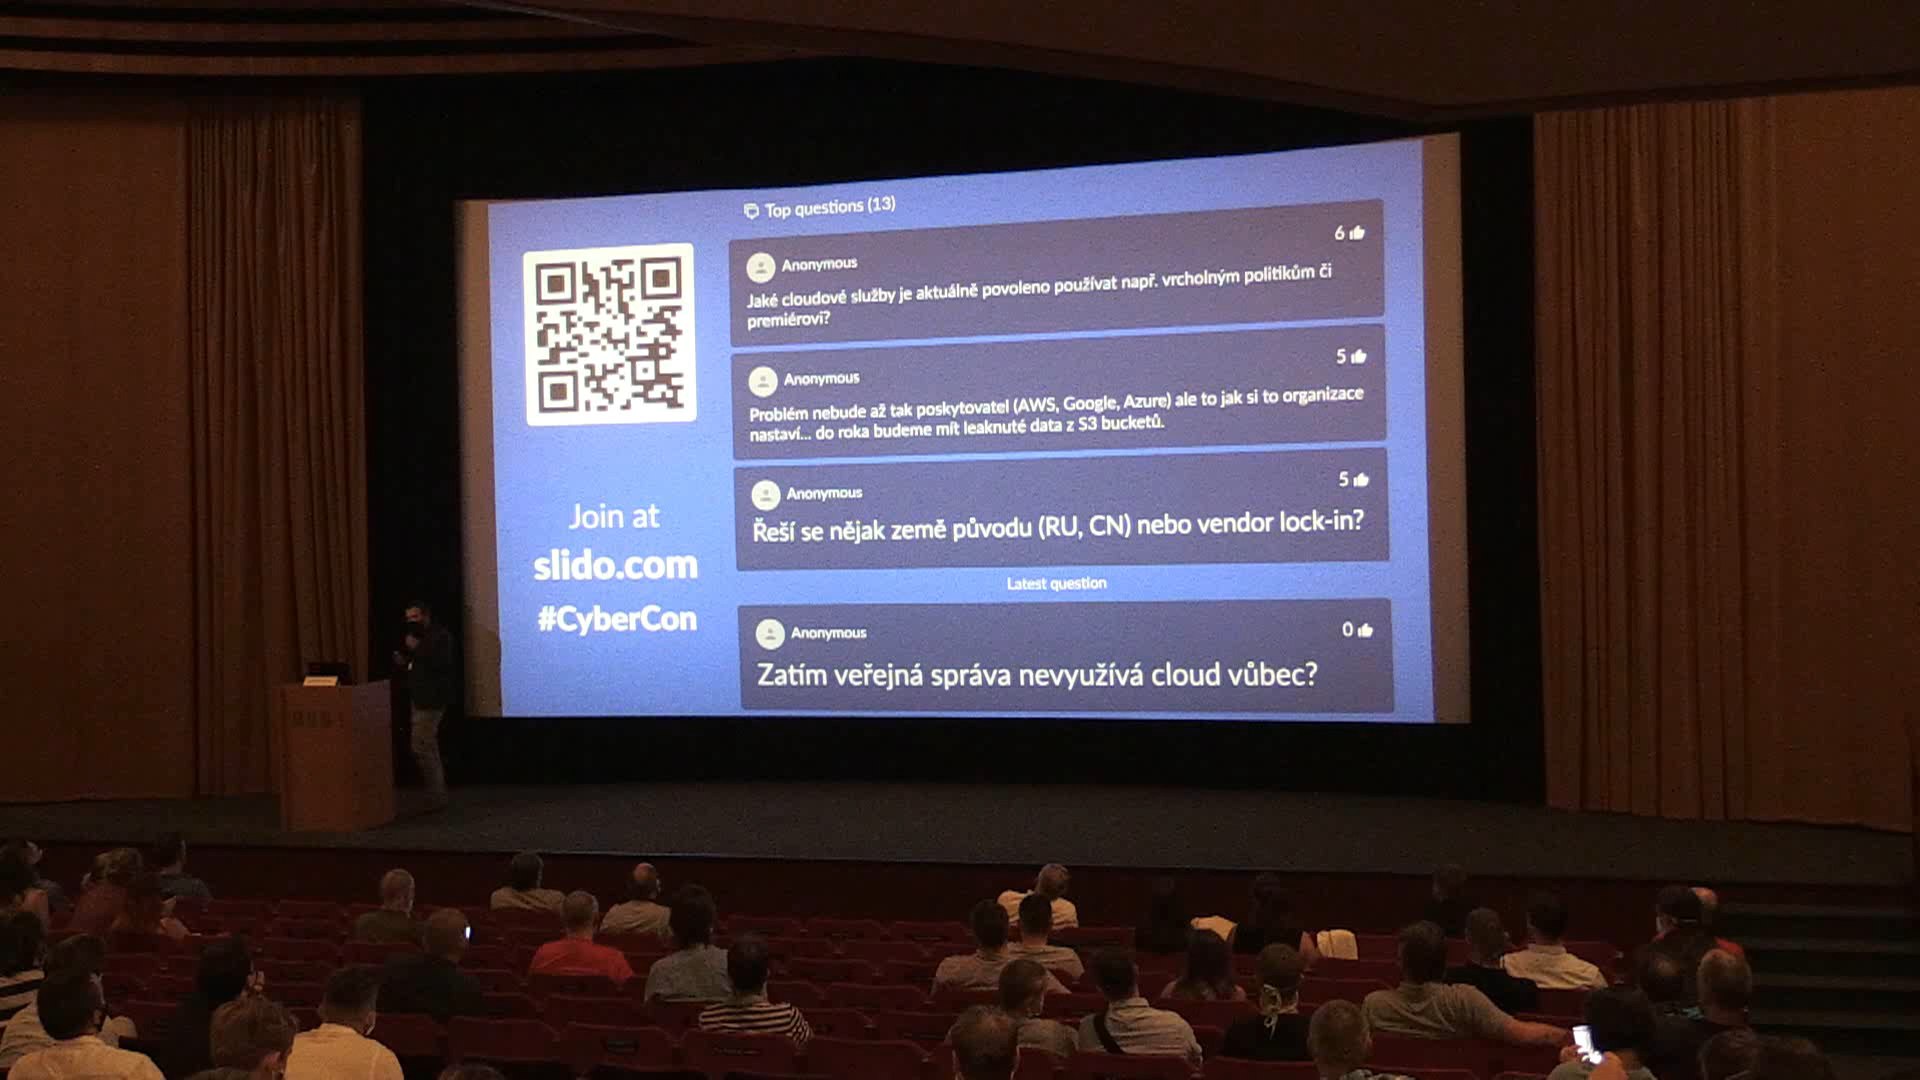 Top questions (13)
Anonymous
6
Jaké cloudové služby je aktuálně povoleno používat např. vrcholným politikům či
premiérovi?
Anonymous
5
Problém nebude až tak poskytovatel (AWS, Google, Azure) ale to jak si to organizace
nastaví... do roka budeme mít leaknuté data z S3 bucketů.
Anonymous
5
Řeší se nějak země původu (RU, CN) nebo vendor lock-in?
Latest question
Anonymous
0
Zatím veřejná správa nevyužívá cloud vůbec?
Join at
slido.com
#CyberCon